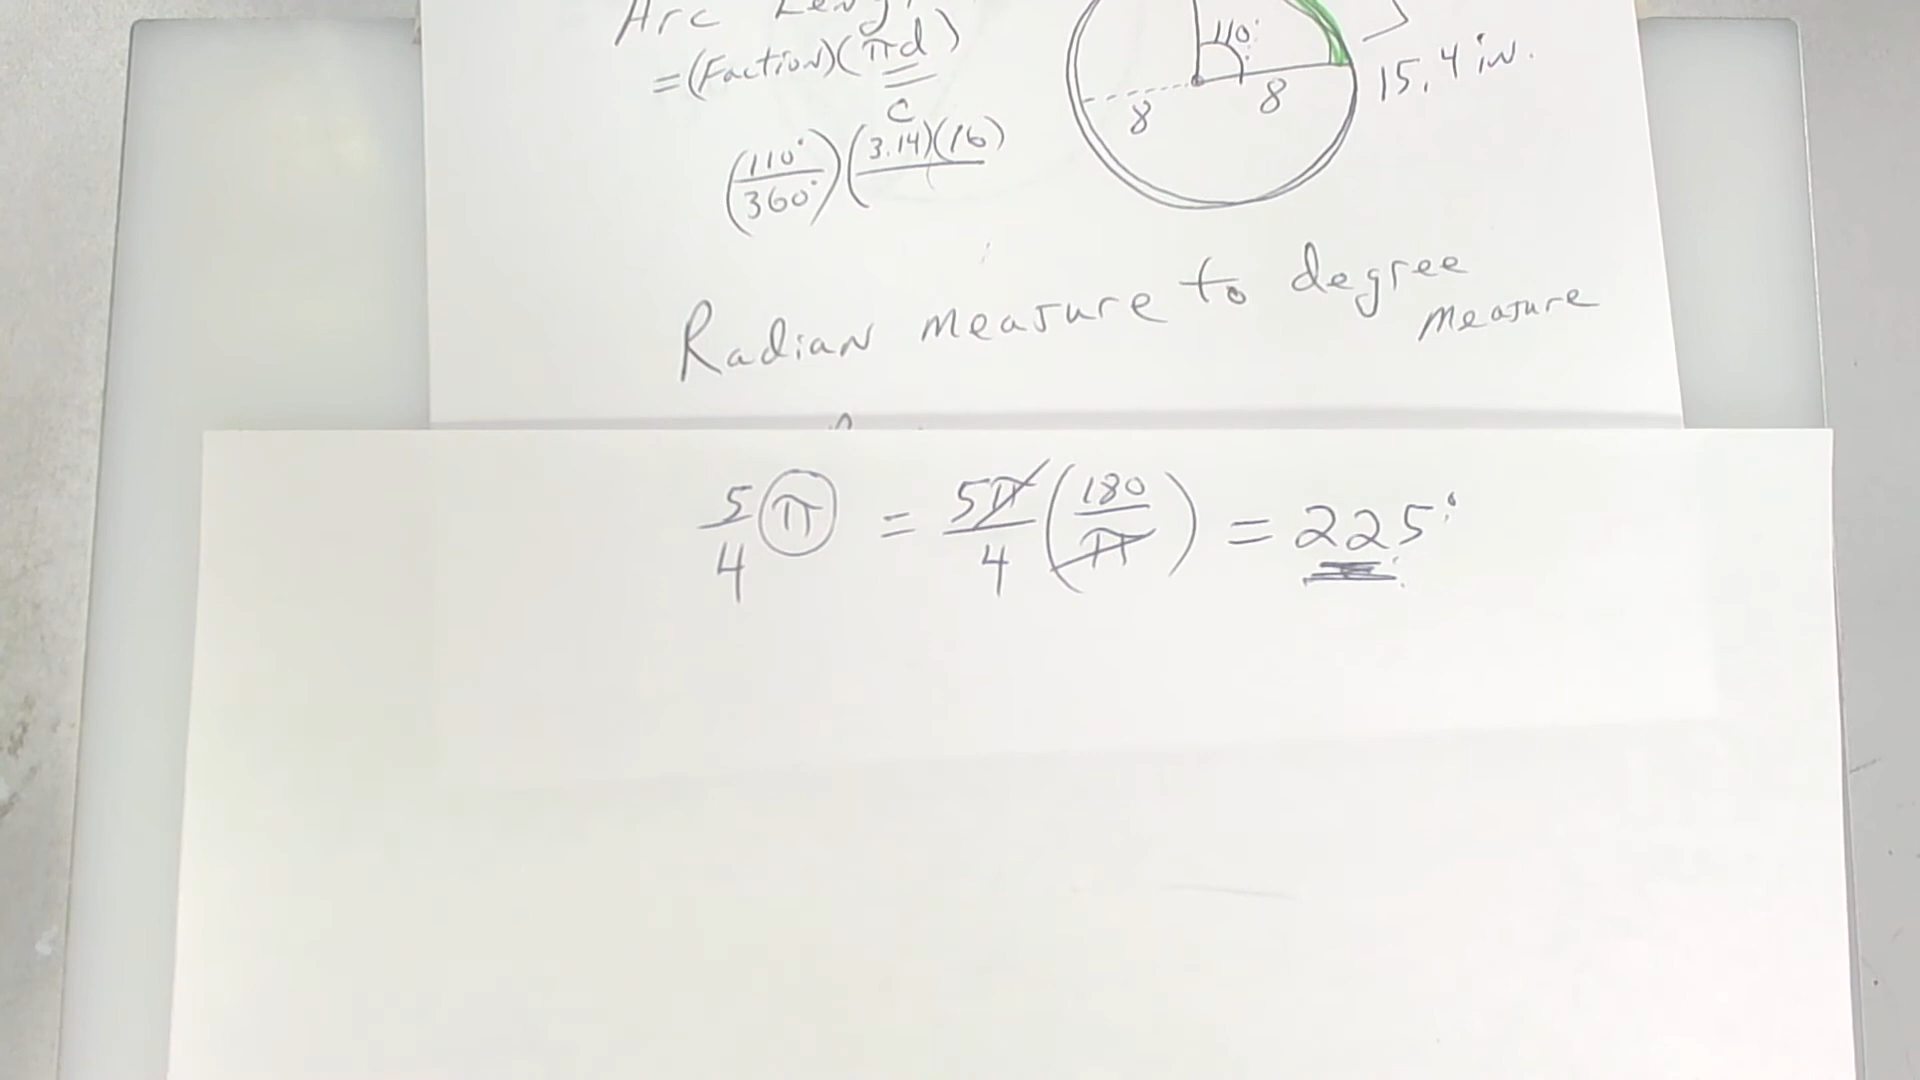 Arc Leng
=(Faction)(πd)
C
(110°/360°)(3.14)(16)
110°
8
8
15.4 in.
Radian measure to degree
measure
5/4 π = 5π/4 (180/π) = 225°